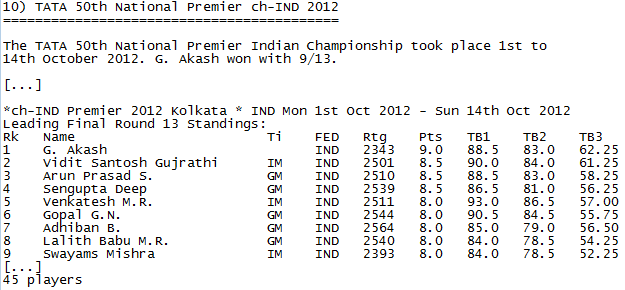 10) TATA 50th National Premier ch-IND 2012
==========================================
The TATA 50th National Premier Indian Championship took place 1st to
14th October 2012. G. Akash won with 9/13.
[...]
*ch-IND Premier 2012 Kolkata * IND Mon 1st Oct 2012 - Sun 14th Oct 2012
Leading Final Round 13 Standings:
Rk Name Ti FED Rtg Pts TB1 TB2 TB3
1 G. Akash IND 2343 9.0 88.5 83.0 62.25
2 Vidit Santosh Gujrathi IM IND 2501 8.5 90.0 84.0 61.25
3 Arun Prasad S. GM IND 2510 8.5 88.5 83.0 58.25
4 Sengupta Deep GM IND 2539 8.5 86.5 81.0 56.25
5 Venkatesh M.R. IM IND 2511 8.0 93.0 86.5 57.00
6 Gopal G.N. GM IND 2544 8.0 90.5 84.5 55.75
7 Adhiban B. GM IND 2564 8.0 85.0 79.0 56.50
8 Lalith Babu M.R. GM IND 2540 8.0 84.0 78.5 54.25
9 Swayams Mishra IM IND 2393 8.0 84.0 78.5 52.25
[...]
45 players